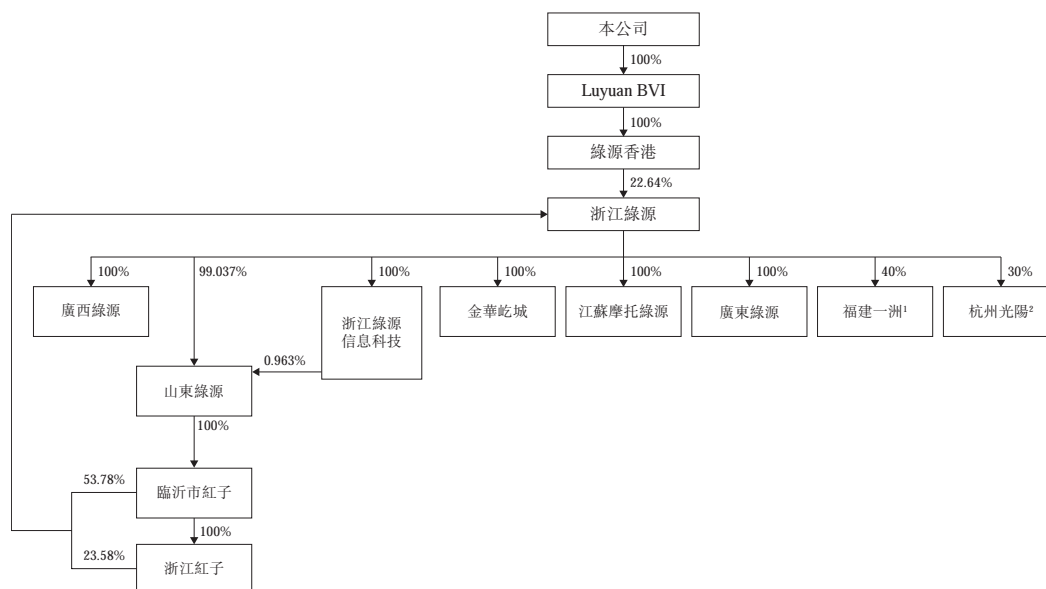 本公司
100%
Luyuan BVI
100%
綠源香港
22.64%
浙江綠源
100%
99.037%
100%
100%
100%
100%
40%
30%
廣西綠源
浙江綠源
信息科技
金華屹城
江蘇摩托綠源
廣東綠源
福建一洲¹
杭州光陽²
0.963%
山東綠源
100%
53.78%
臨沂市紅子
100%
23.58%
浙江紅子